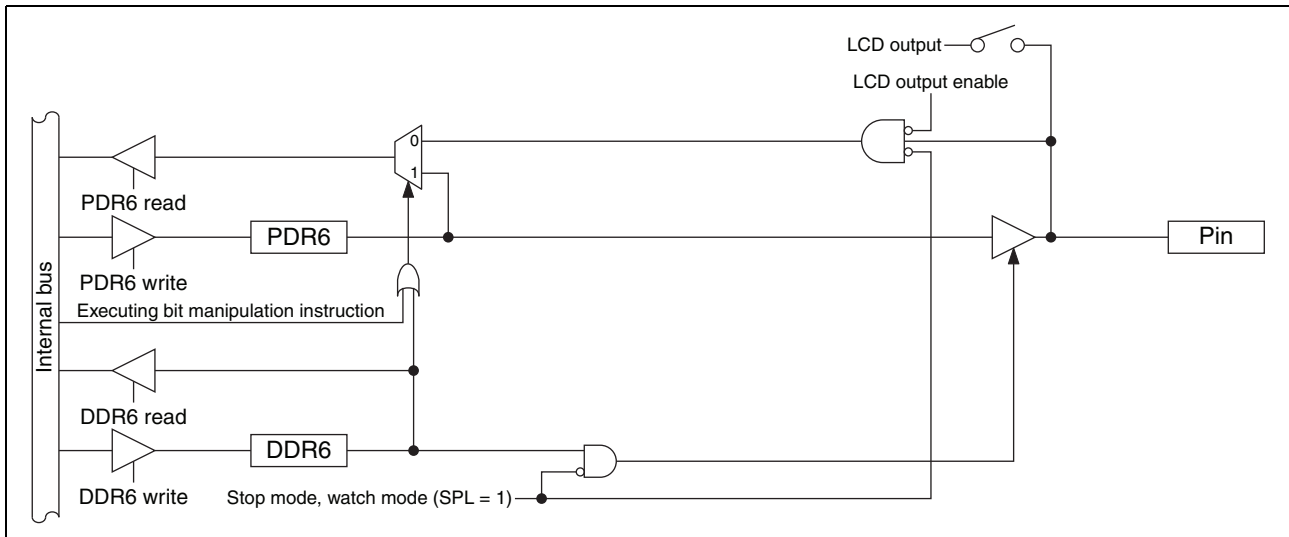 LCD output
LCD output enable
0
1
PDR6 read
PDR6
Pin
PDR6 write
Executing bit manipulation instruction
Internal bus
DDR6 read
DDR6
DDR6 write
Stop mode, watch mode (SPL = 1)